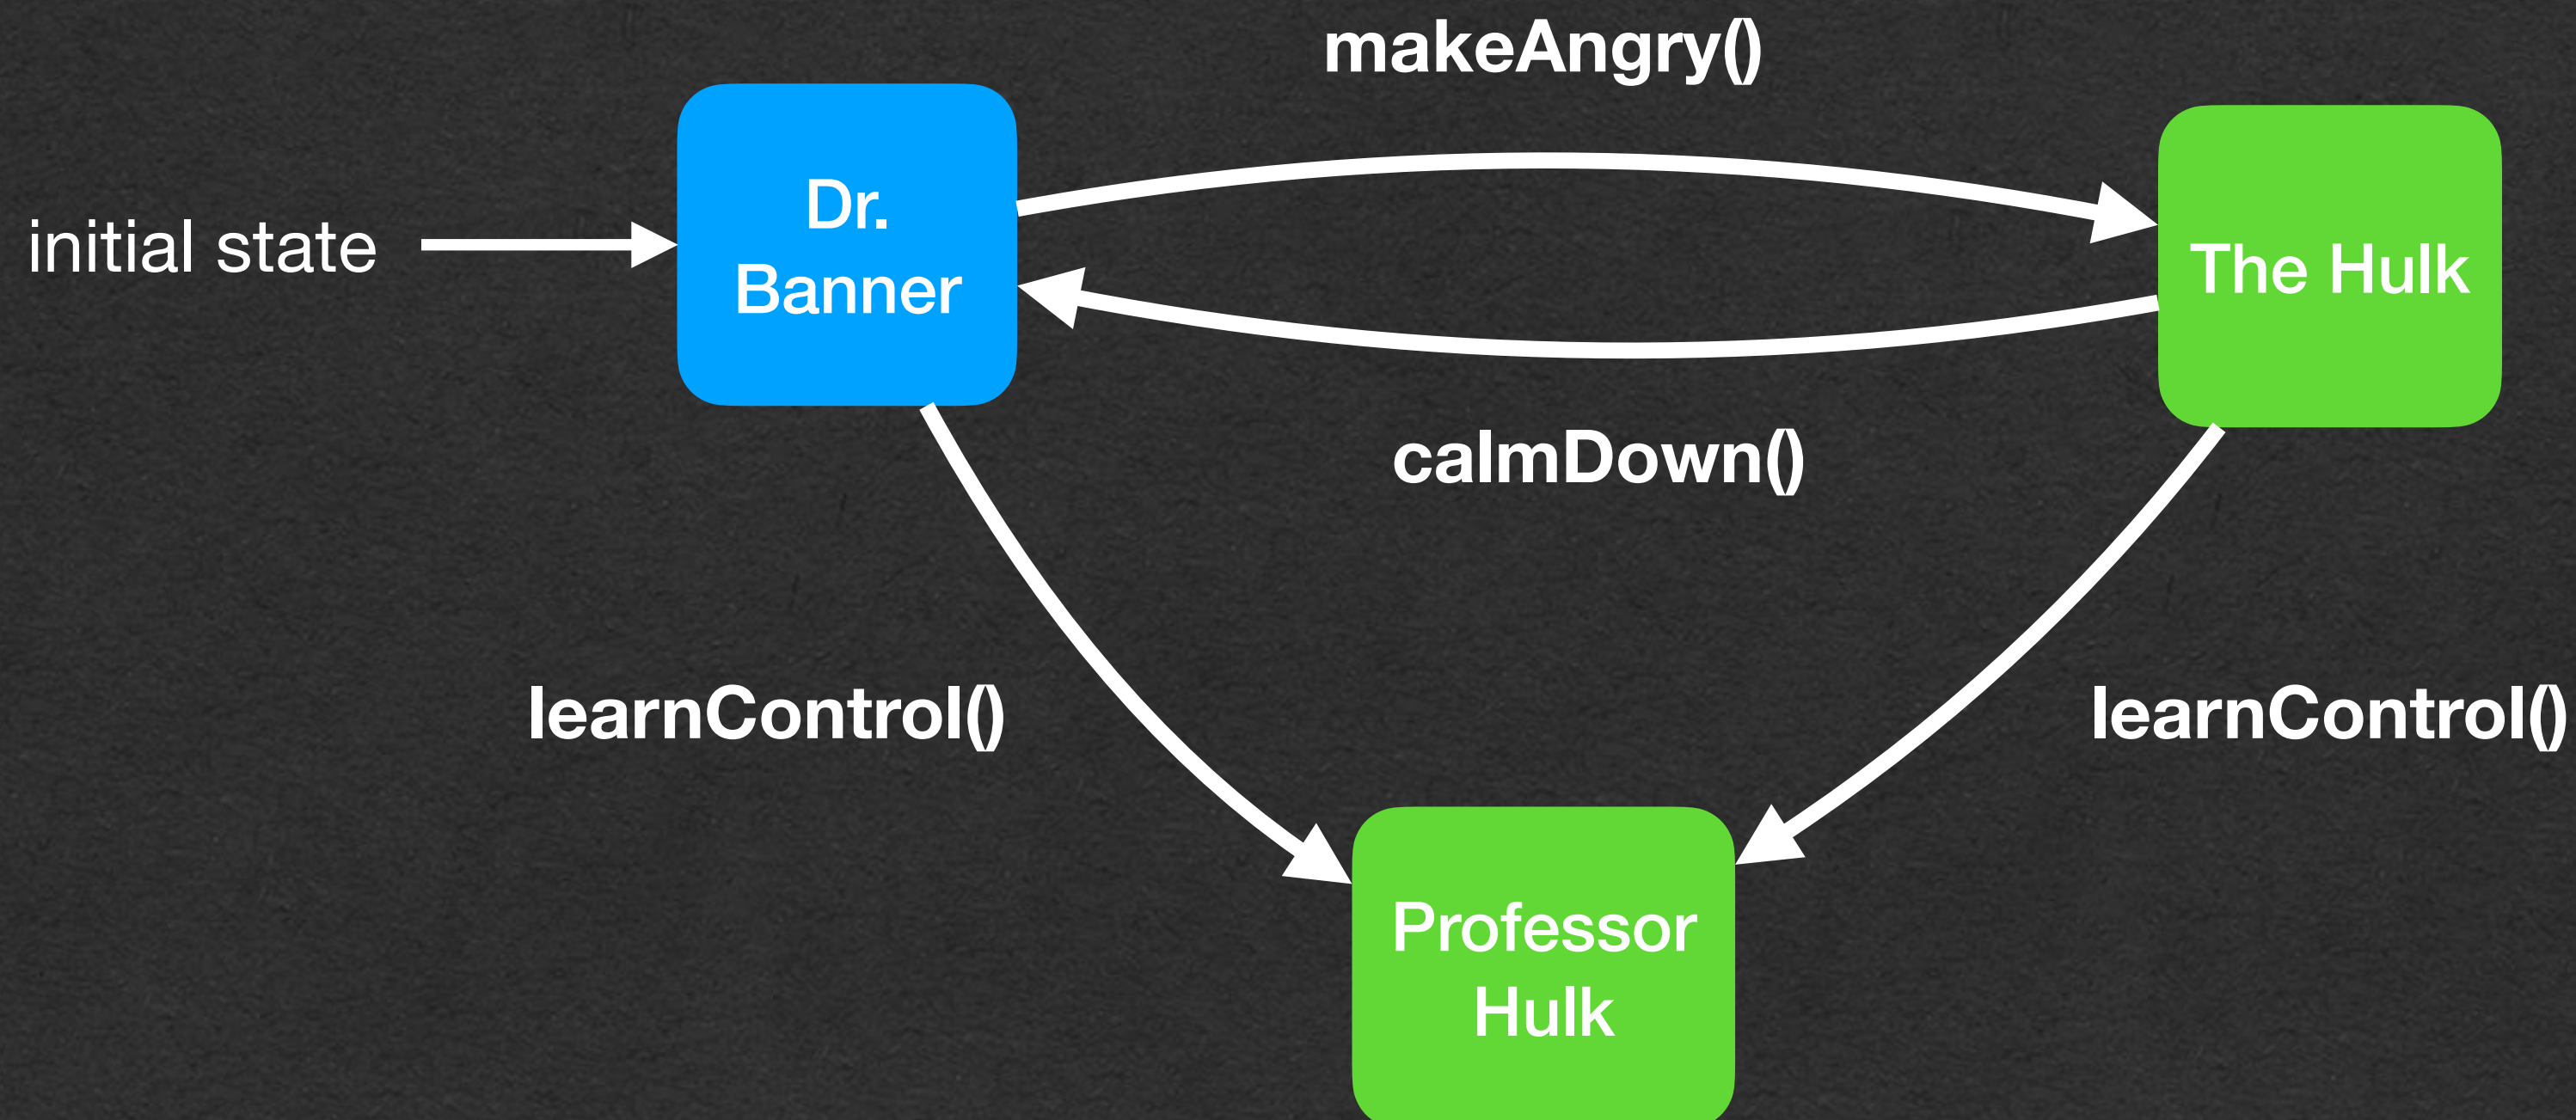 makeAngry()
initial state
Dr.
Banner
The Hulk
calmDown()
learnControl()
learnControl()
Professor
Hulk